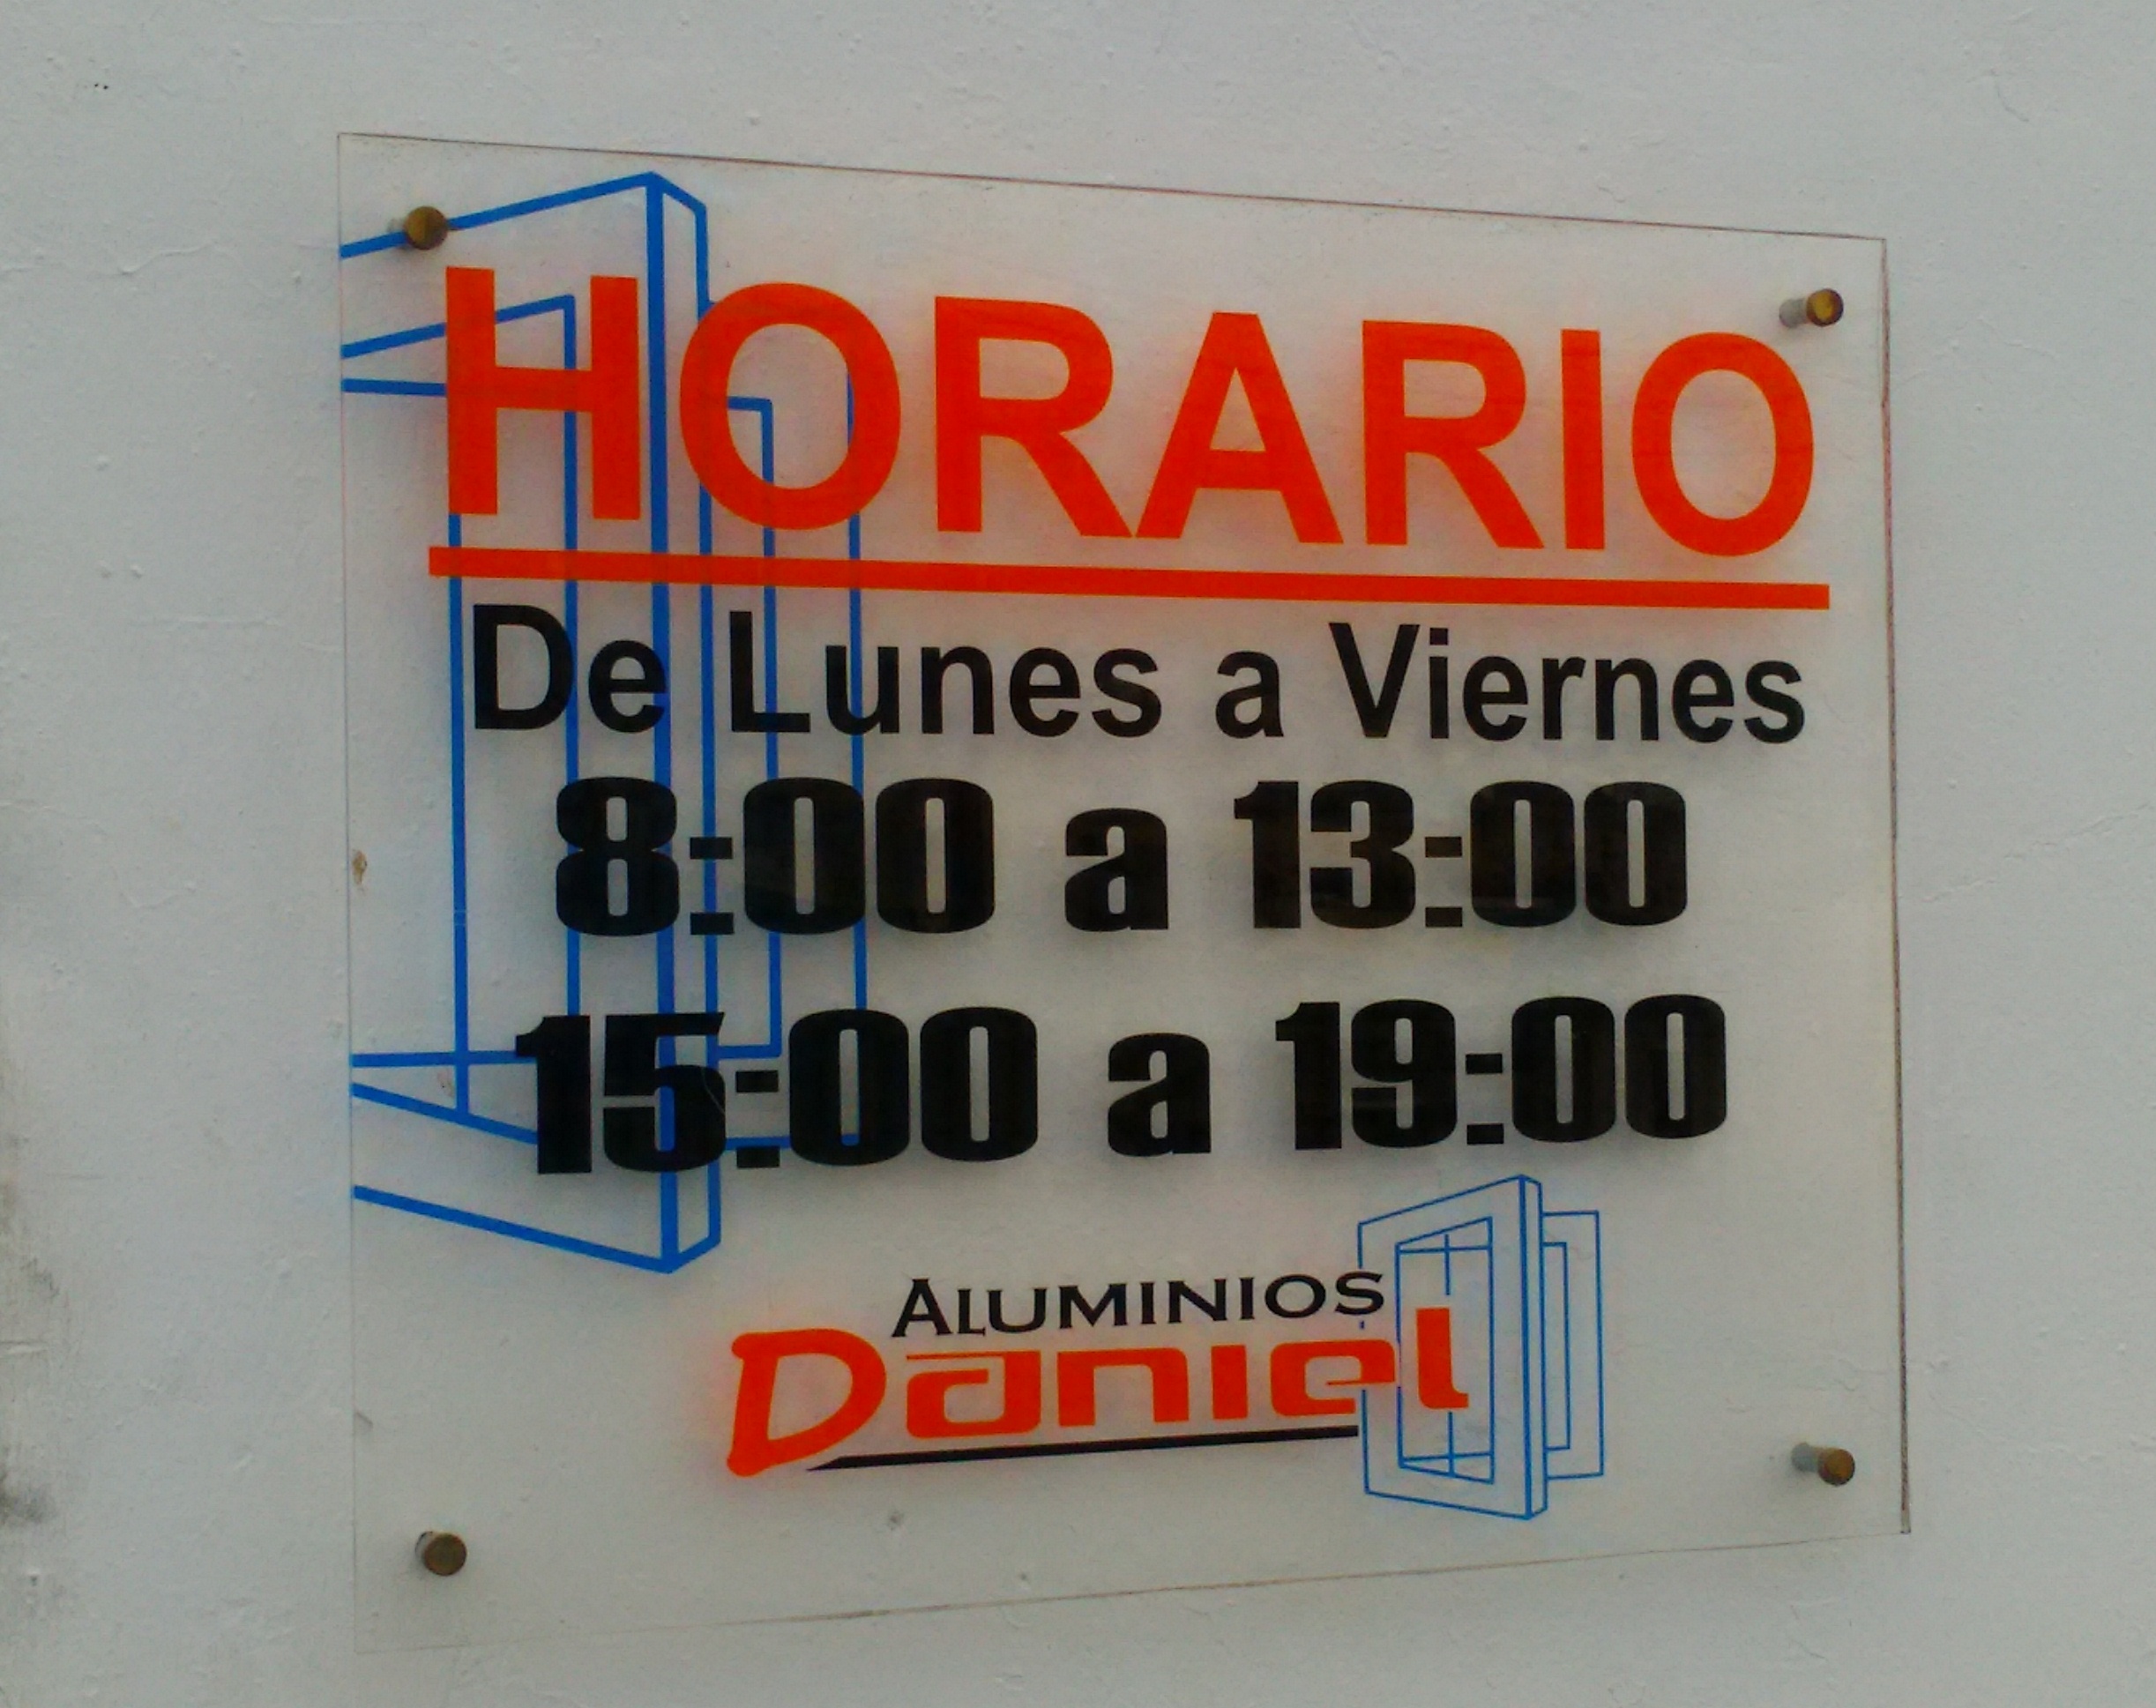 HORARIO
De Lunes a Viernes
8:00 a 13:00
15:00 a 19:00
ALUMINIOS
Daniel